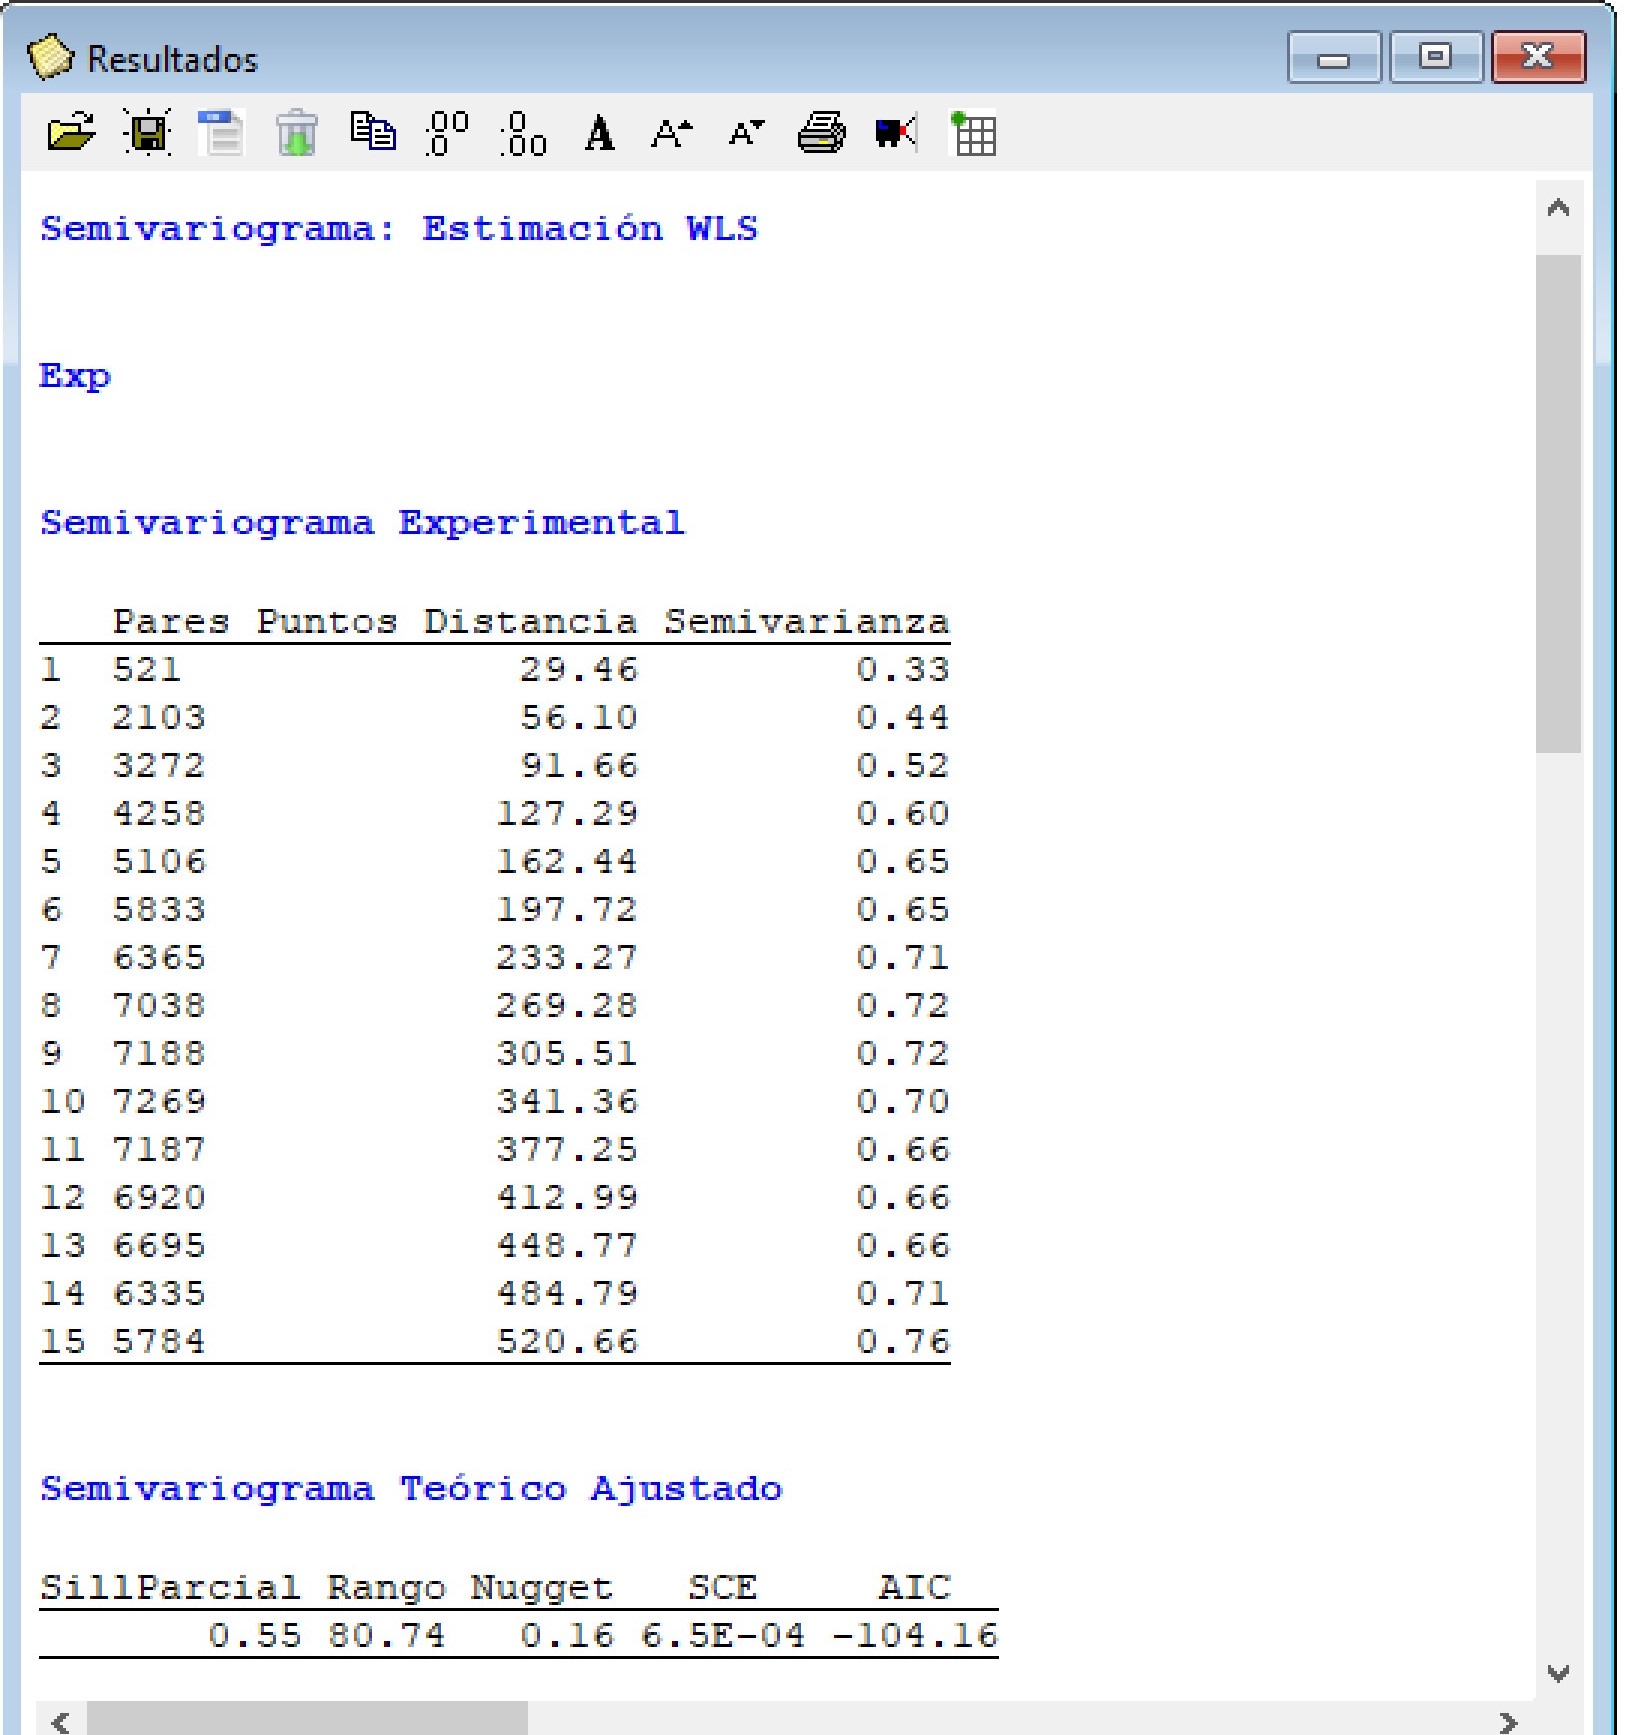 Resultados
Semivariograma: Estimación WLS
Exp
Semivariograma Experimental
Pares Puntos Distancia Semivarianza
1 521 29.46 0.33
2 2103 56.10 0.44
3 3272 91.66 0.52
4 4258 127.29 0.60
5 5106 162.44 0.65
6 5833 197.72 0.65
7 6365 233.27 0.71
8 7038 269.28 0.72
9 7188 305.51 0.72
10 7269 341.36 0.70
11 7187 377.25 0.66
12 6920 412.99 0.66
13 6695 448.77 0.66
14 6335 484.79 0.71
15 5784 520.66 0.76
Semivariograma Teórico Ajustado
SillParcial Rango Nugget SCE AIC
0.55 80.74 0.16 6.5E-04 -104.16